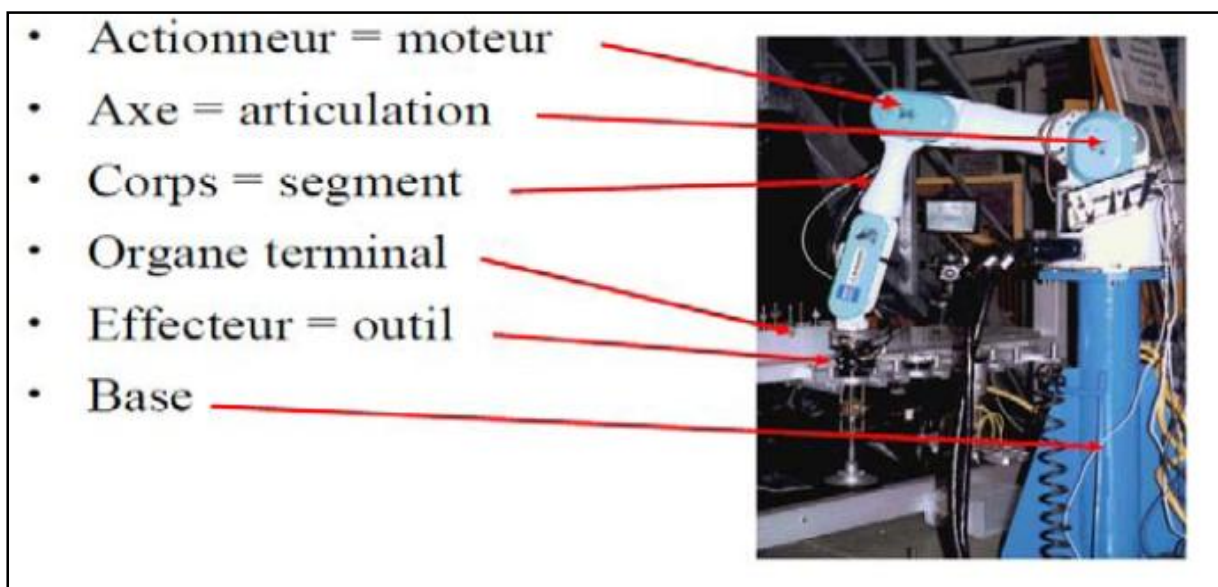 • Actionneur = moteur
• Axe = articulation
• Corps = segment
• Organe terminal
• Effecteur = outil
• Base